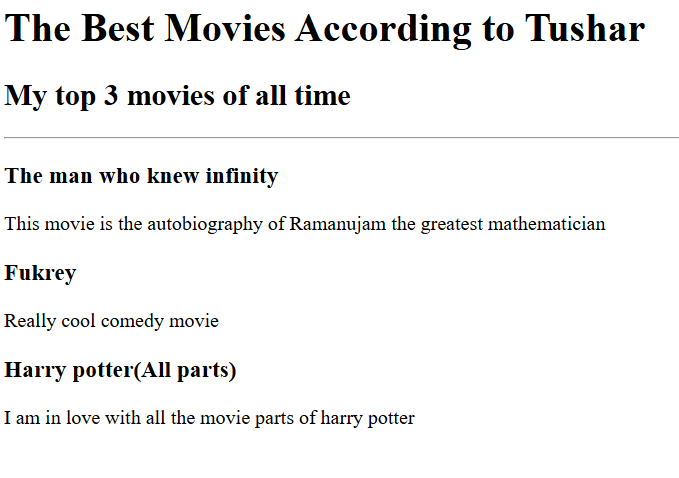 The Best Movies According to Tushar
My top 3 movies of all time
The man who knew infinity
This movie is the autobiography of Ramanujam the greatest mathematician
Fukrey
Really cool comedy movie
Harry potter(All parts)
I am in love with all the movie parts of harry potter